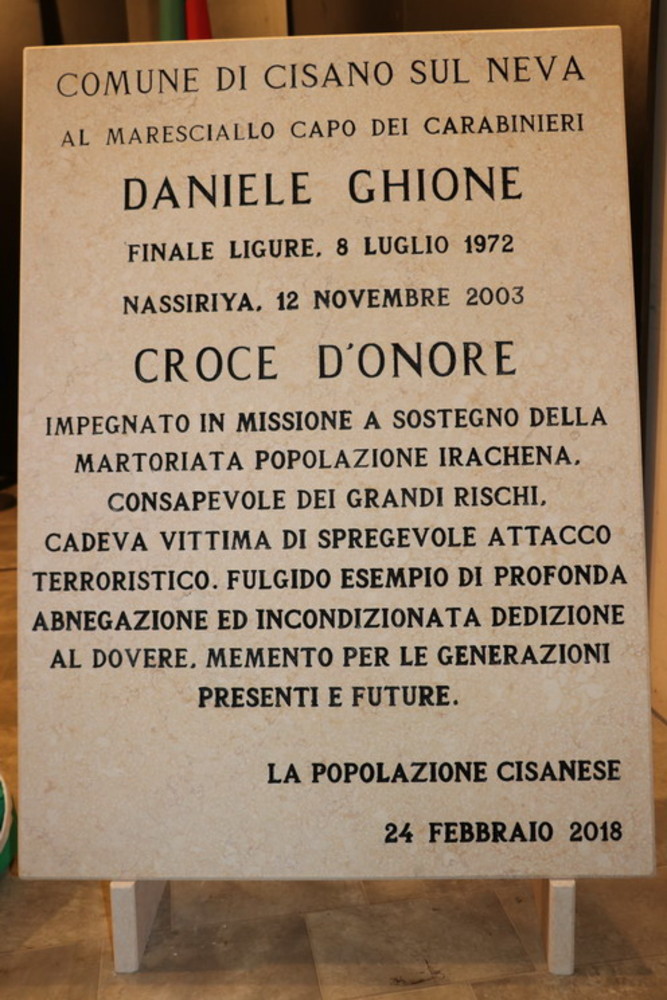 COMUNE DI CISANO SUL NEVA
AL MARESCIALLO CAPO DEI CARABINIERI
DANIELE GHIONE
FINALE LIGURE, 8 LUGLIO 1972
NASSIRIYA, 12 NOVEMBRE 2003
CROCE D'ONORE
IMPEGNATO IN MISSIONE A SOSTEGNO DELLA
MARTORIATA POPOLAZIONE IRACHENA,
CONSAPEVOLE DEI GRANDI RISCHI,
CADEVA VITTIMA DI SPREGEVOLE ATTACCO
TERRORISTICO. FULGIDO ESEMPIO DI PROFONDA
ABNEGAZIONE ED INCONDIZIONATA DEDIZIONE
AL DOVERE, MEMENTO PER LE GENERAZIONI
PRESENTI E FUTURE.
LA POPOLAZIONE CISANESE
24 FEBBRAIO 2018